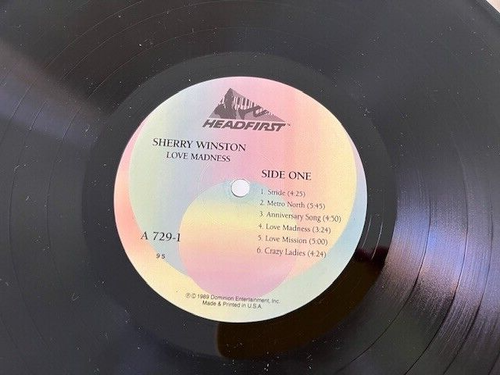 HEADFIRST™
SHERRY WINSTON
LOVE MADNESS
SIDE ONE
1. Stride (4:25)
2. Metro North (5:45)
3. Anniversary Song (4:50)
4. Love Madness (3:24)
5. Love Mission (5:00)
6. Crazy Ladies (4:24)
A 729-1
95
℗© 1989 Dominion Entertainment, Inc.
Made & Printed in U.S.A.